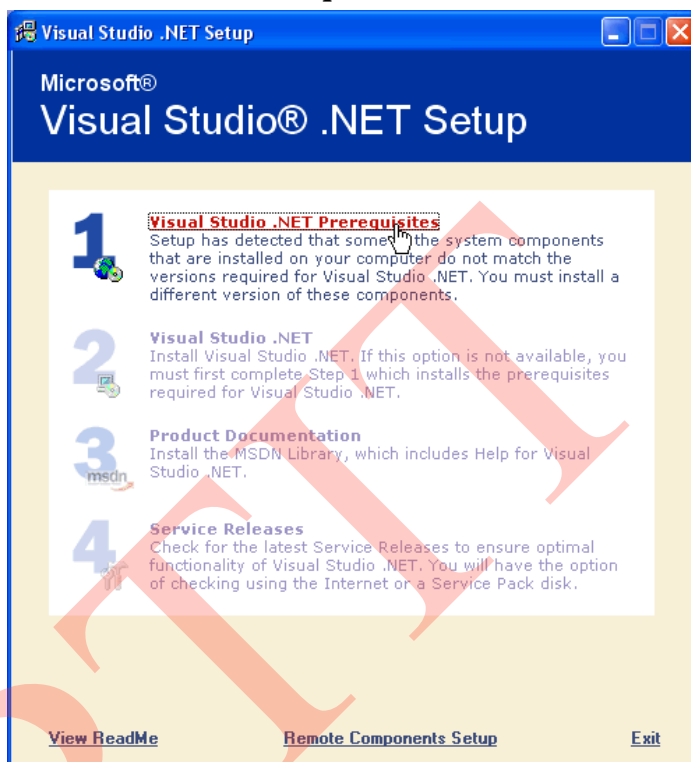 Visual Studio .NET Setup
Microsoft®
Visual Studio® .NET Setup
1
Visual Studio .NET Prerequisites
Setup has detected that some the system components
that are installed on your computer do not match the
versions required for Visual Studio .NET. You must install a
different version of these components.
2
Visual Studio .NET
Install Visual Studio .NET. If this option is not available, you
must first complete Step 1 which installs the prerequisites
required for Visual Studio .NET.
3
msdn
Product Documentation
Install the MSDN Library, which includes Help for Visual
Studio .NET.
4
Service Releases
Check for the latest Service Releases to ensure optimal
functionality of Visual Studio .NET. You will have the option
of checking using the Internet or a Service Pack disk.
View ReadMe
Remote Components Setup
Exit